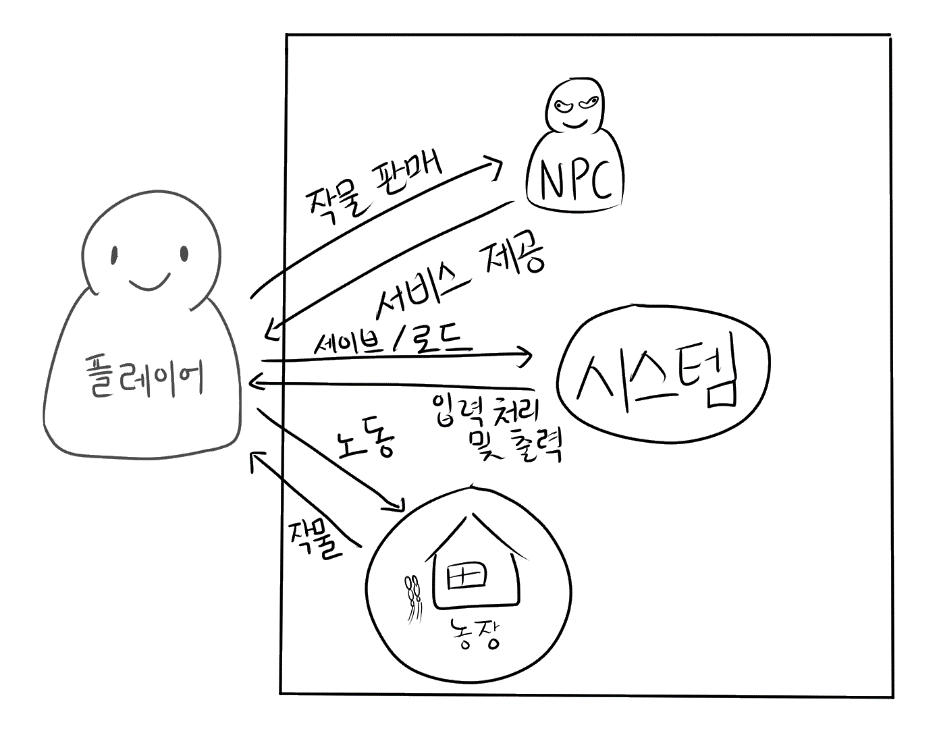 작물 판매
NPC
서비스 제공
플레이어
세이브 / 로드
시스템
입력 처리
및 출력
노동
작물
농장